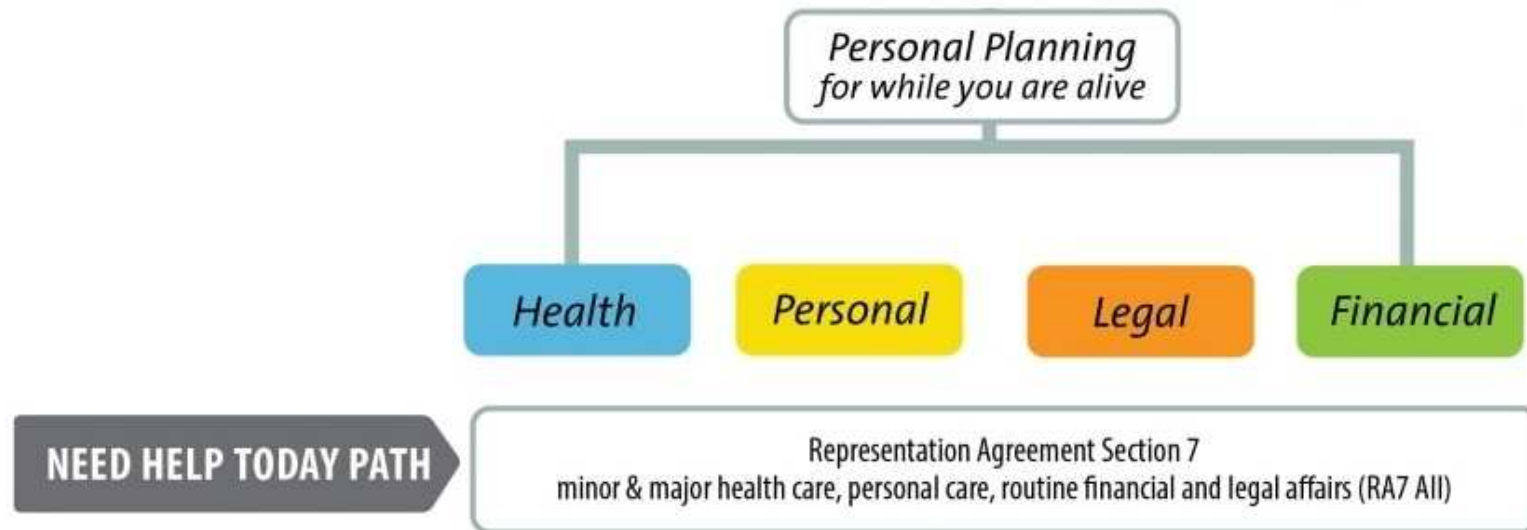 Personal Planning
for while you are alive
Health
Personal
Legal
Financial
NEED HELP TODAY PATH
Representation Agreement Section 7
minor & major health care, personal care, routine financial and legal affairs (RA7 All)